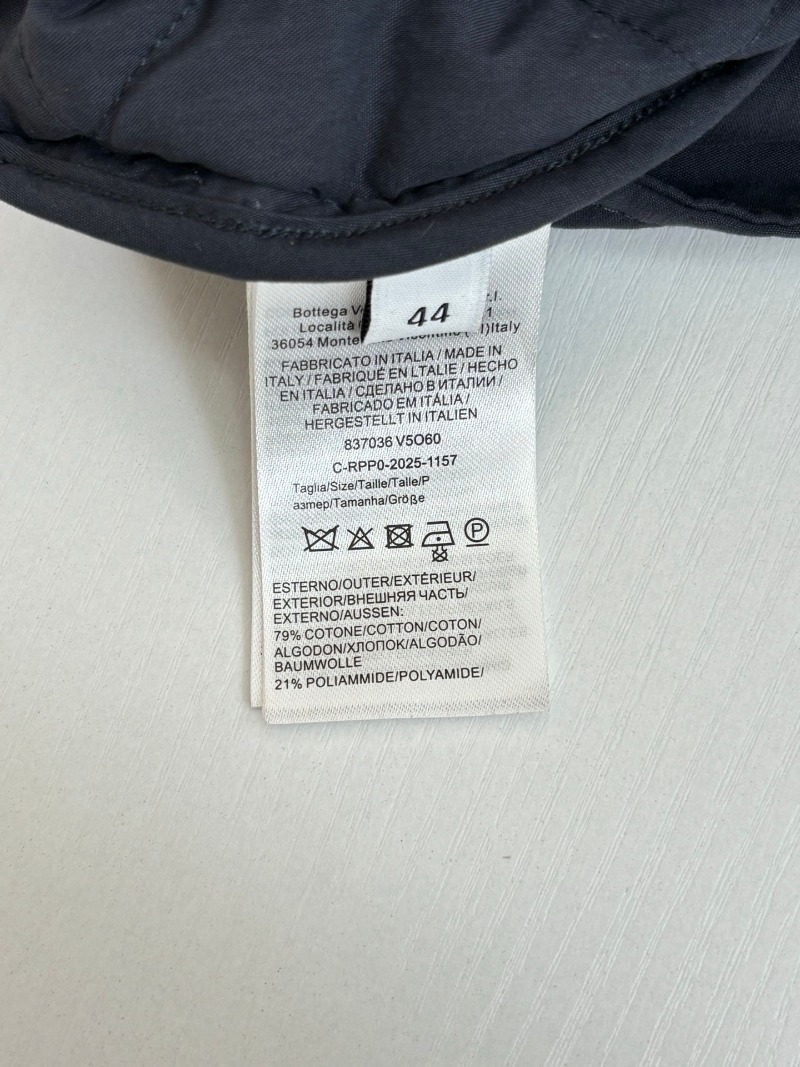 44
Bottega
Località
36054 Italy
FABBRICATO IN ITALIA / MADE IN
ITALY / FABRIQUÉ EN LTALIE / HECHO
EN ITALIA / СДЕЛАНО В ИТАЛИИ /
FABRICADO EM ITÁLIA /
HERGESTELLT IN ITALIEN
837036 V5O60
C-RPP0-2025-1157
Taglia/Size/Taille/Talle/Р
азмер/Tamanha/Größe
P
ESTERNO/OUTER/EXTÉRIEUR/
EXTERIOR/ВНЕШНЯЯ ЧАСТЬ/
EXTERNO/AUSSEN:
79% COTONE/COTTON/COTON/
ALGODON/ХЛОПОК/ALGODÃO/
BAUMWOLLE
21% POLIAMMIDE/POLYAMIDE/